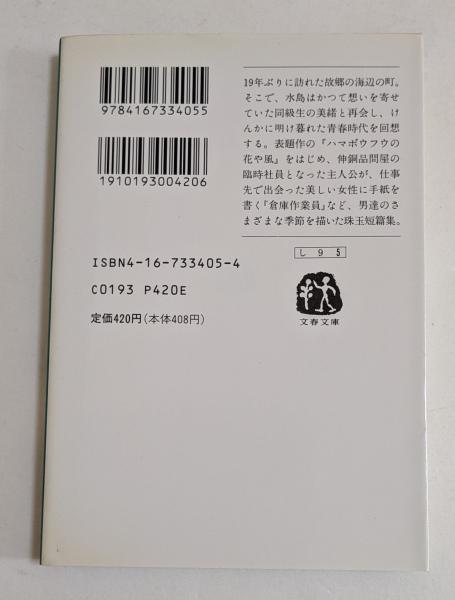 9784167334055
1910193004206
19年ぶりに訪れた故郷の海辺の町。
そこで、水島はかつて想いを寄せ
ていた同級生の美緒と再会し、け
んかに明け暮れた青春時代を回想
する。表題作の『ハマボウフウの
花や風』をはじめ、伸銅品問屋の
臨時社員となった主人公が、仕事
先で出会った美しい女性に手紙を
書く『倉庫作業員』など、男達のさ
まざまな季節を描いた珠玉短篇集。
ISBN4-16-733405-4
C0193 P420E
定価420円(本体408円)
し 9 5
文春文庫